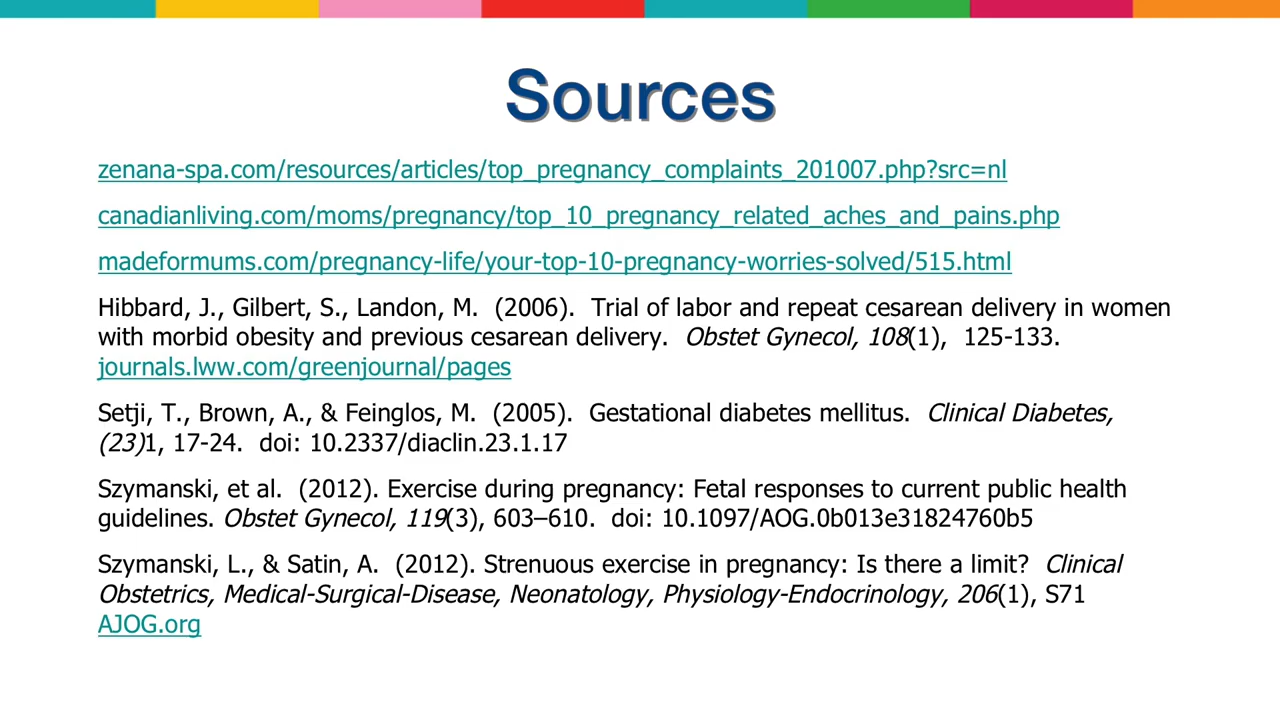 Sources
zenana-spa.com/resources/articles/top_pregnancy_complaints_201007.php?src=nl
canadianliving.com/moms/pregnancy/top_10_pregnancy_related_aches_and_pains.php
madeformums.com/pregnancy-life/your-top-10-pregnancy-worries-solved/515.html
Hibbard, J., Gilbert, S., Landon, M.  (2006).  Trial of labor and repeat cesarean delivery in women
with morbid obesity and previous cesarean delivery.  Obstet Gynecol, 108(1),  125-133.
journals.lww.com/greenjournal/pages
Setji, T., Brown, A., & Feinglos, M.  (2005).  Gestational diabetes mellitus.  Clinical Diabetes,
(23)1, 17-24.  doi: 10.2337/diaclin.23.1.17
Szymanski, et al.  (2012). Exercise during pregnancy: Fetal responses to current public health
guidelines. Obstet Gynecol, 119(3), 603–610.  doi: 10.1097/AOG.0b013e31824760b5
Szymanski, L., & Satin, A.  (2012). Strenuous exercise in pregnancy: Is there a limit?  Clinical
Obstetrics, Medical-Surgical-Disease, Neonatology, Physiology-Endocrinology, 206(1), S71
AJOG.org